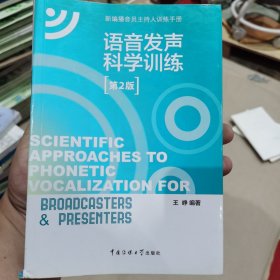 新编播音员主持人训练手册
语音发声
科学训练
[第2版]
SCIENTIFIC
APPROACHES TO
PHONETIC
VOCALIZATION FOR
BROADCASTERS
& PRESENTERS
王峥 编著
中国传媒大学出版社